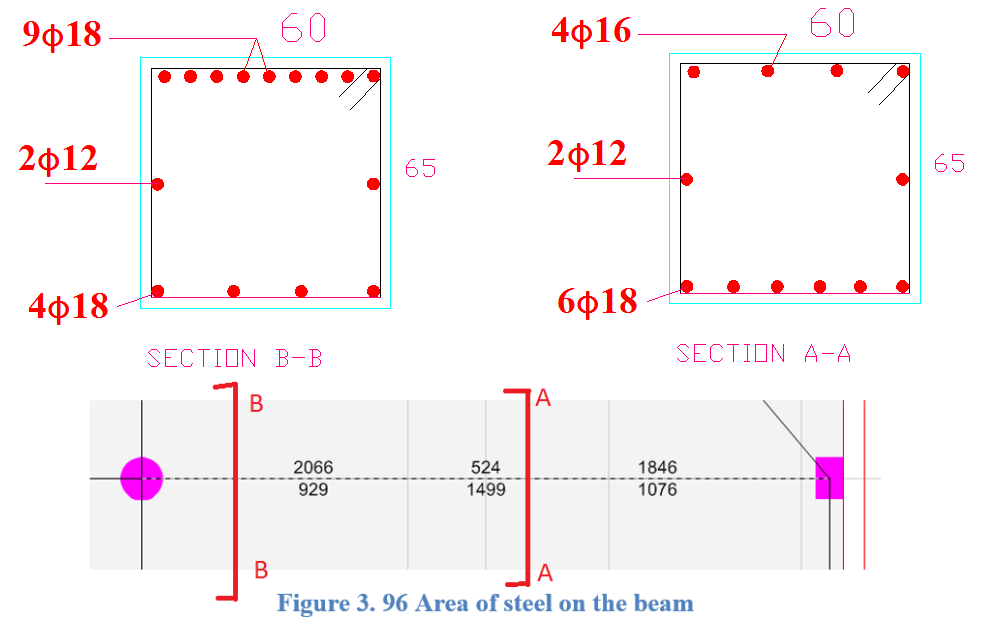 9ϕ18
60
2ϕ12
65
4ϕ18
SECTION B-B
4ϕ16
60
2ϕ12
65
6ϕ18
SECTION A-A
B
A
2066
524
1846
929
1499
1076
B
A
Figure 3. 96 Area of steel on the beam